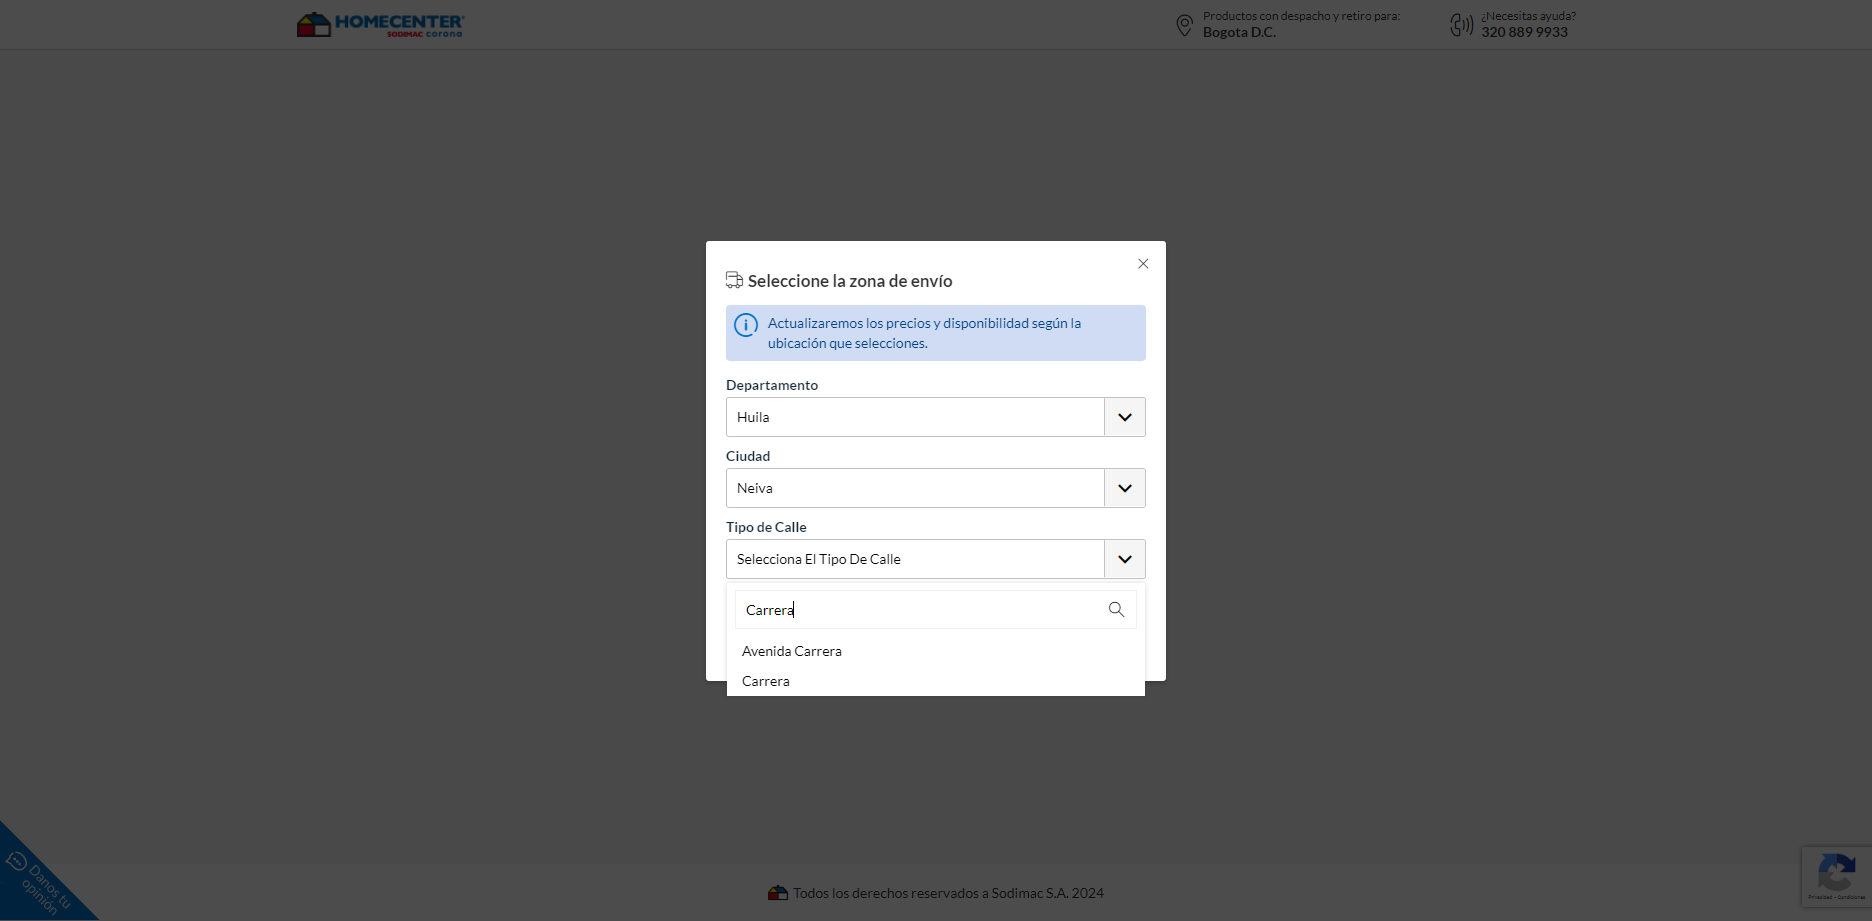 HOMECENTER
SODIMAC corona
Productos con despacho y retiro para:
Bogota D.C.
¿Necesitas ayuda?
320 889 9933
Seleccione la zona de envío
Actualizaremos los precios y disponibilidad según la
ubicación que selecciones.
Departamento
Huila
Ciudad
Neiva
Tipo de Calle
Selecciona El Tipo De Calle
Carrera
Avenida Carrera
Carrera
Danos tu
opinión
Todos los derechos reservados a Sodimac S.A. 2024
Privacidad - Condiciones